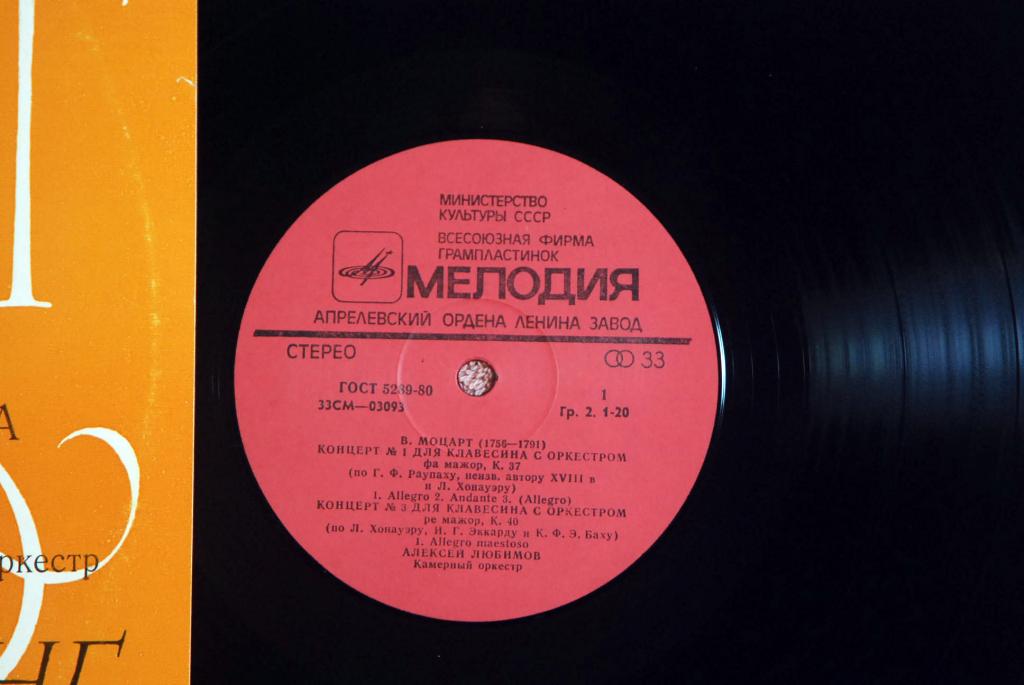 МИНИСТЕРСТВО
КУЛЬТУРЫ СССР
ВСЕСОЮЗНАЯ ФИРМА
ГРАМПЛАСТИНОК
МЕЛОДИЯ
АПРЕЛЕВСКИЙ ОРДЕНА ЛЕНИНА ЗАВОД
СТЕРЕО 33
ГОСТ 5289-80 1
33СМ—03093 Гр. 2. 1-20
В. МОЦАРТ (1756—1791)
КОНЦЕРТ № 1 ДЛЯ КЛАВЕСИНА С ОРКЕСТРОМ
фа мажор, К. 37
(по Г. Ф. Раупаху, неизв. автору XVIII в
и Л. Хонауэру)
1. Allegro 2. Andante 3. (Allegro)
КОНЦЕРТ № 3 ДЛЯ КЛАВЕСИНА С ОРКЕСТРОМ
ре мажор, К. 40
(по Л. Хонауэру, И. Г. Эккарду и К. Ф. Э. Баху)
1. Allegro maestoso
АЛЕКСЕЙ ЛЮБИМОВ
Камерный оркестр
А
ркестр
НГ